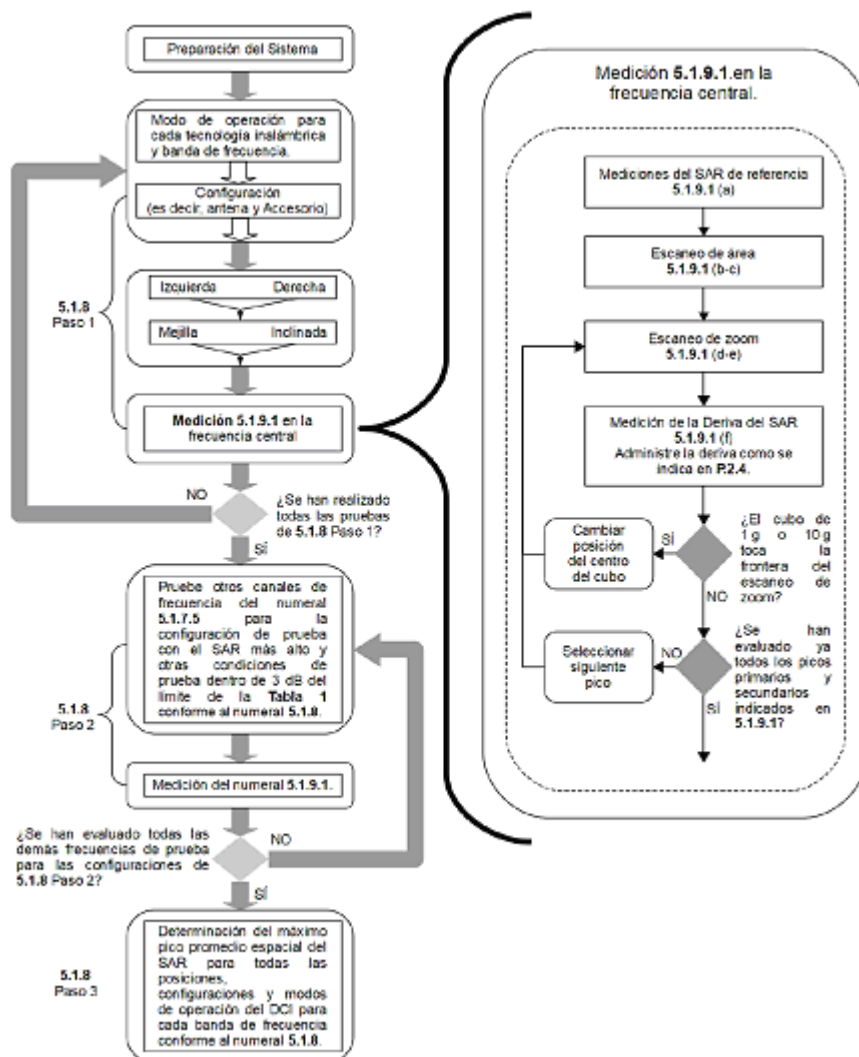 Preparación del Sistema
Modo de operación para
cada tecnología inalámbrica
y banda de frecuencia.
Configuración
(es decir, antena y Accesorio)
5.1.8
Paso 1
Izquierda Derecha
Mejilla Inclinada
Medición 5.1.9.1 en la
frecuencia central
NO
¿Se han realizado
todas las pruebas
de 5.1.8 Paso 1?
SÍ
Pruebe otros canales de
frecuencia del numeral
5.1.7.5 para la
configuración de prueba
con el SAR más alto y
otras condiciones de
prueba dentro de 3 dB del
límite de la Tabla 1
conforme al numeral 5.1.8.
5.1.8
Paso 2
Medición del numeral 5.1.9.1.
¿Se han evaluado todas las
demás frecuencias de prueba
para las configuraciones de
5.1.8 Paso 2?
NO
SÍ
5.1.8
Paso 3
Determinación del máximo
pico promedio espacial del
SAR para todas las
posiciones,
configuraciones y modos
de operación del DCI para
cada banda de frecuencia
conforme al numeral 5.1.8.
Medición 5.1.9.1.en la
frecuencia central.
Mediciones del SAR de referencia
5.1.9.1 (a)
Escaneo de área
5.1.9.1 (b-c)
Escaneo de zoom
5.1.9.1 (d-e)
Medición de la Deriva del SAR
5.1.9.1 (f)
Administre la deriva como se
indica en P.2.4.
Cambiar
posición
del centro
del cubo
SÍ
¿El cubo de
1 g o 10 g
toca la
frontera del
escaneo de
zoom?
NO
Seleccionar
siguiente
pico
NO
¿Se han
evaluado ya
todos los picos
primarios y
secundarios
indicados en
5.1.9.1?
SÍ